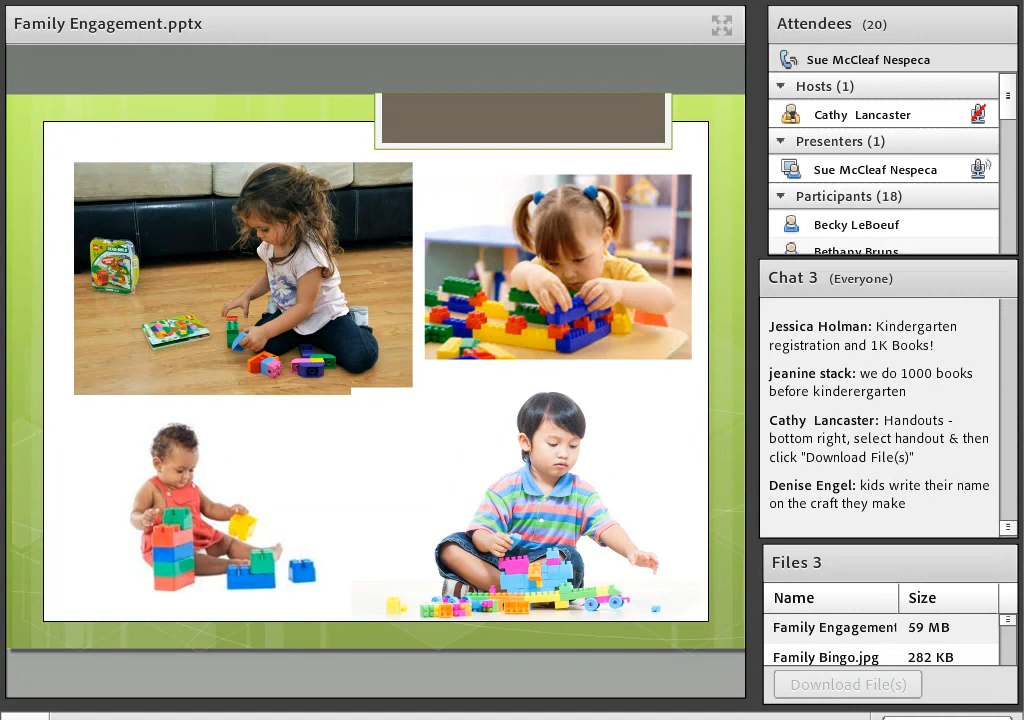 Family Engagement.pptx
Attendees (20)
Sue McCleaf Nespeca
Hosts (1)
Cathy Lancaster
Presenters (1)
Sue McCleaf Nespeca
Participants (18)
Becky LeBoeuf
Bethany Bruns
Chat 3 (Everyone)
Jessica Holman: Kindergarten
registration and 1K Books!
jeanine stack: we do 1000 books
before kinderergarten
Cathy Lancaster: Handouts -
bottom right, select handout & then
click "Download File(s)"
Denise Engel: kids write their name
on the craft they make
Files 3
Name Size
Family Engagement 59 MB
Family Bingo.jpg 282 KB
Download File(s)